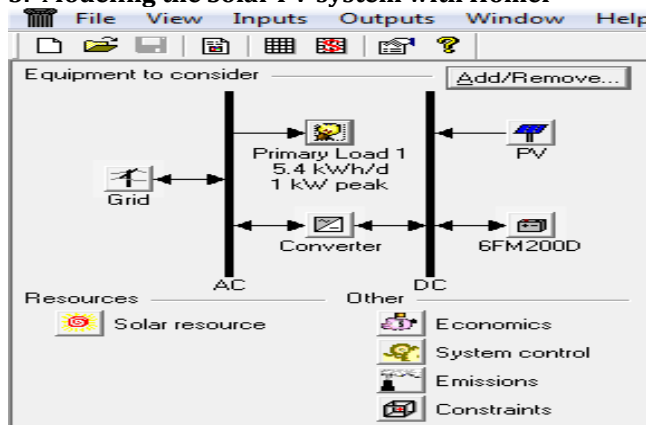 3. Modeling the Solar PV system with Homer
File View Inputs Outputs Window Help
Equipment to consider Add/Remove...
Primary Load 1
5.4 kWh/d
1 kW peak
PV
Grid
Converter
6FM200D
AC DC
Resources Other
Solar resource
Economics
System control
Emissions
Constraints